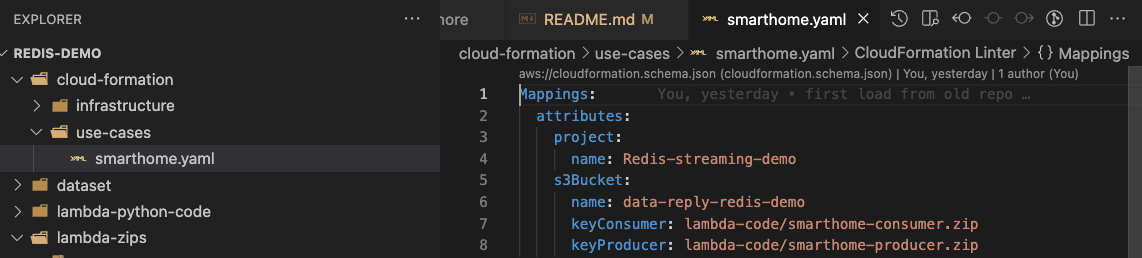 EXPLORER
REDIS-DEMO
cloud-formation
infrastructure
use-cases
YAML smarthome.yaml
dataset
lambda-python-code
lambda-zips
more
README.md M
YAML smarthome.yaml
cloud-formation > use-cases > YAML smarthome.yaml > CloudFormation Linter > {} Mappings
aws://cloudformation.schema.json (cloudformation.schema.json) | You, yesterday | 1 author (You)
1 Mappings: You, yesterday • first load from old repo …
2 attributes:
3 project:
4 name: Redis-streaming-demo
5 s3Bucket:
6 name: data-reply-redis-demo
7 keyConsumer: lambda-code/smarthome-consumer.zip
8 keyProducer: lambda-code/smarthome-producer.zip